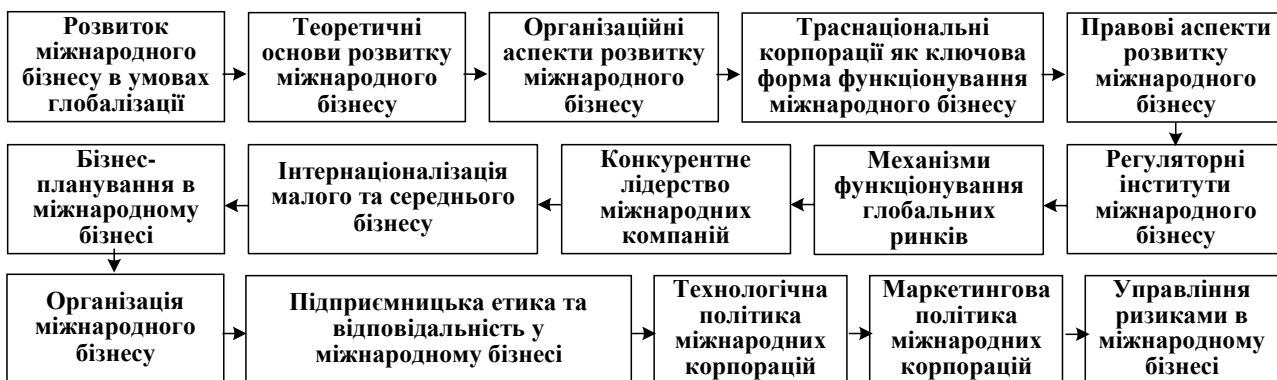 Розвиток
міжнародного
бізнесу в умовах
глобалізації
Теоретичні
основи розвитку
міжнародного
бізнесу
Організаційні
аспекти розвитку
міжнародного
бізнесу
Траснаціональні
корпорації як ключова
форма функціонування
міжнародного бізнесу
Правові аспекти
розвитку
міжнародного
бізнесу
Регуляторні
інститути
міжнародного
бізнесу
Механізми
функціонування
глобальних
ринків
Конкурентне
лідерство
міжнародних
компаній
Інтернаціоналізація
малого та середнього
бізнесу
Бізнес-
планування в
міжнародному
бізнесі
Організація
міжнародного
бізнесу
Підприємницька етика та
відповідальність у
міжнародному бізнесі
Технологічна
політика
міжнародних
корпорацій
Маркетингова
політика
міжнародних
корпорацій
Управління
ризиками в
міжнародному
бізнесі